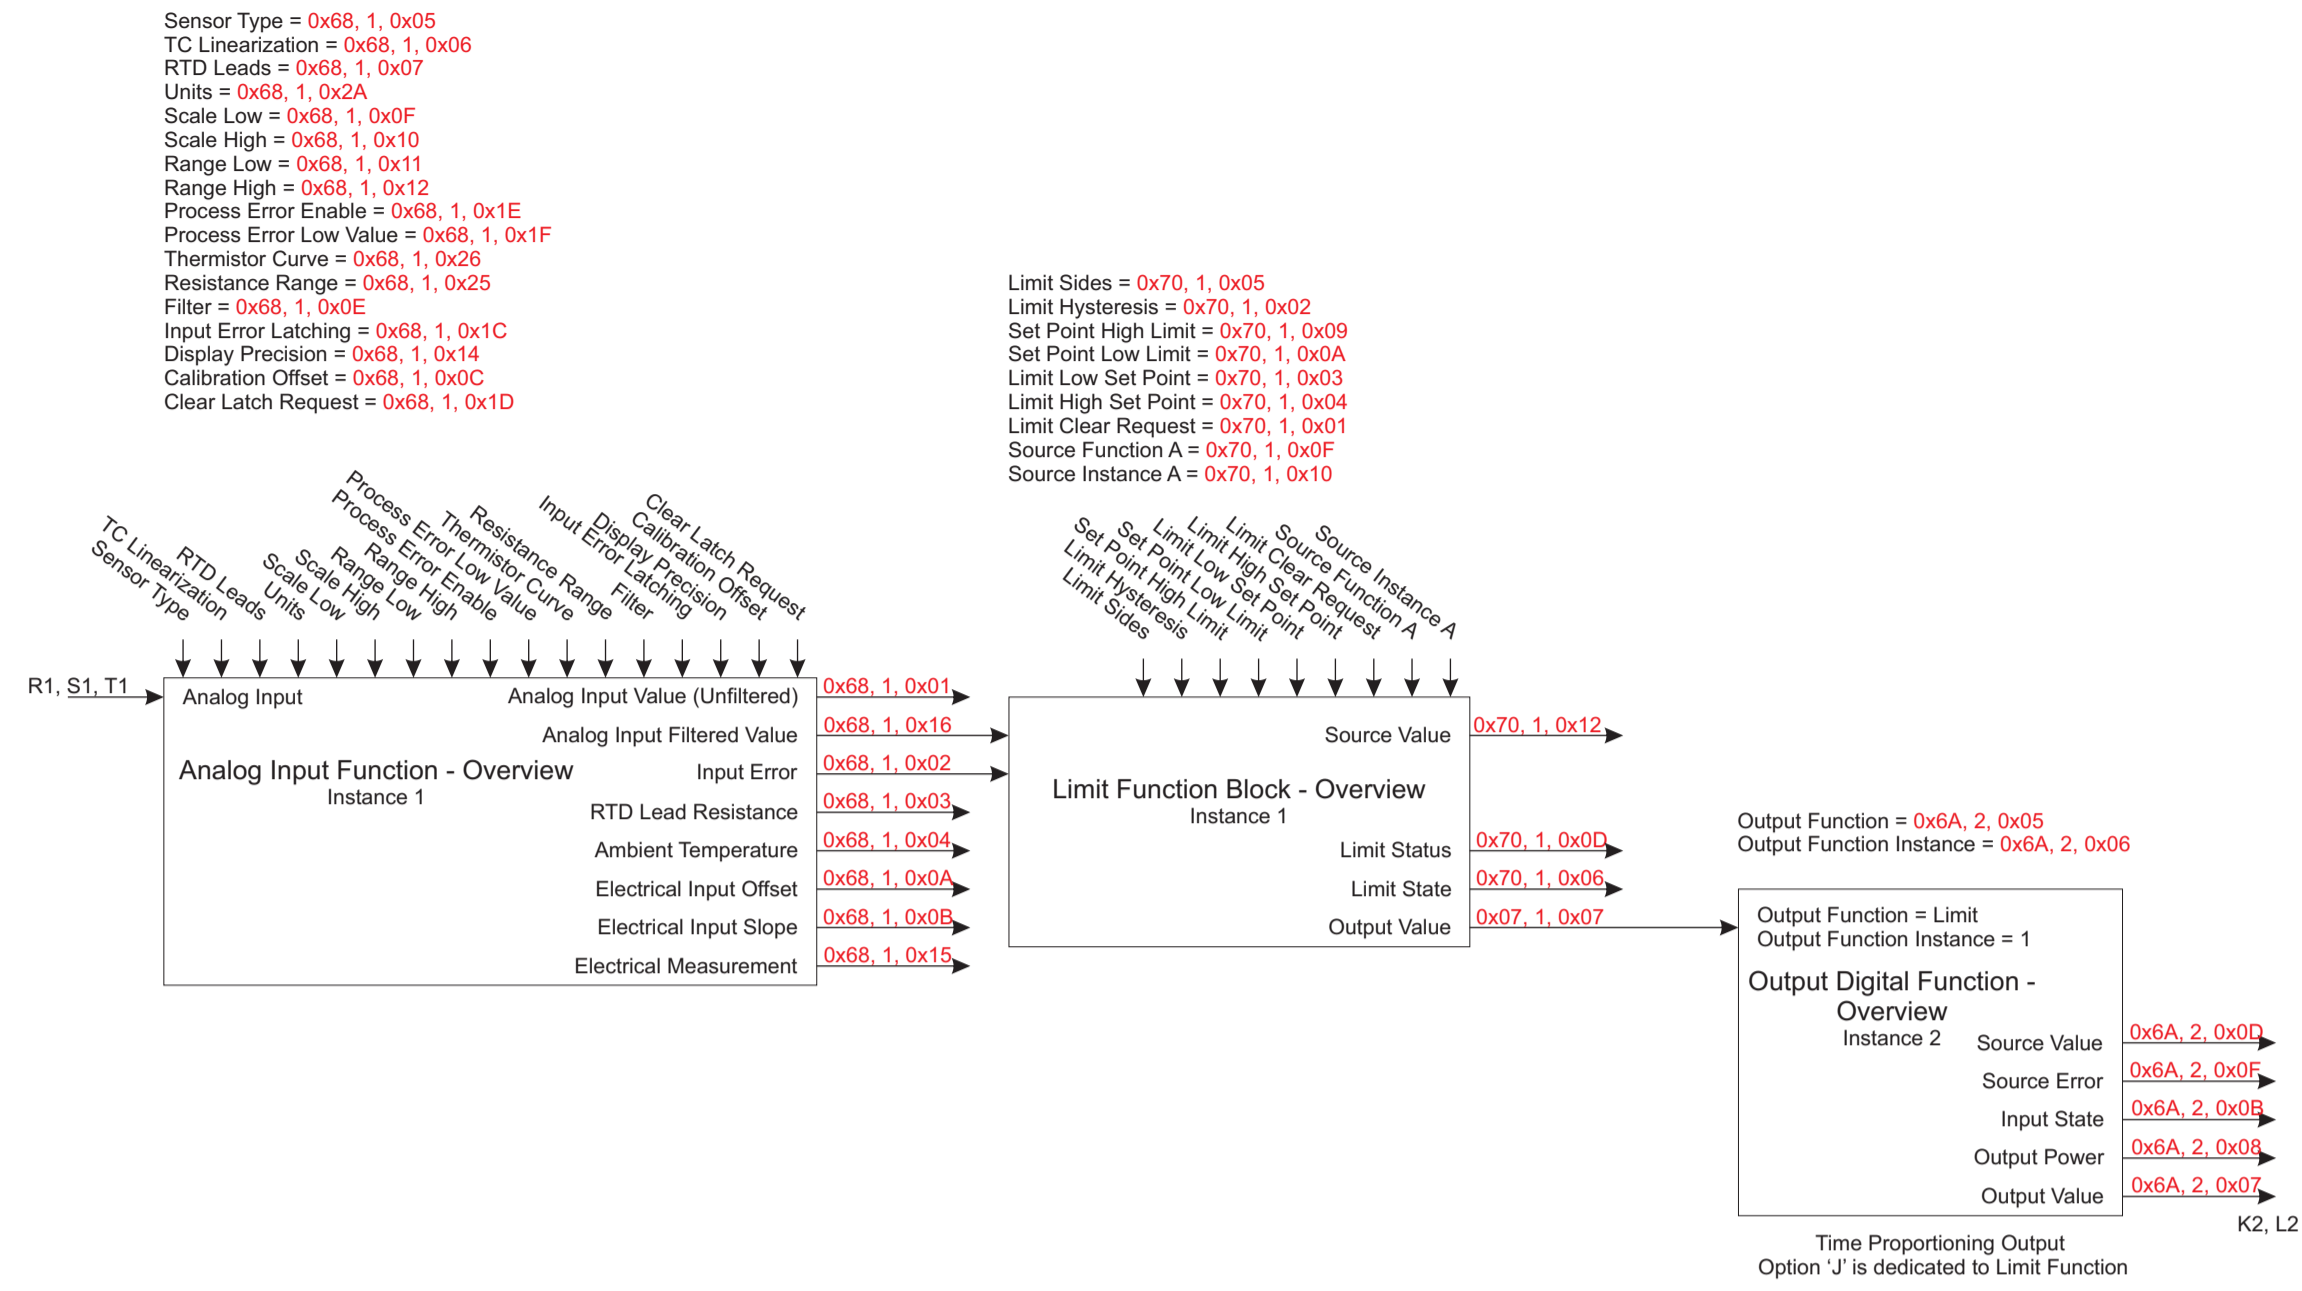 Sensor Type = 0x68, 1, 0x05
TC Linearization = 0x68, 1, 0x06
RTD Leads = 0x68, 1, 0x07
Units = 0x68, 1, 0x2A
Scale Low = 0x68, 1, 0x0F
Scale High = 0x68, 1, 0x10
Range Low = 0x68, 1, 0x11
Range High = 0x68, 1, 0x12
Process Error Enable = 0x68, 1, 0x1E
Process Error Low Value = 0x68, 1, 0x1F
Thermistor Curve = 0x68, 1, 0x26
Resistance Range = 0x68, 1, 0x25
Filter = 0x68, 1, 0x0E
Input Error Latching = 0x68, 1, 0x1C
Display Precision = 0x68, 1, 0x14
Calibration Offset = 0x68, 1, 0x0C
Clear Latch Request = 0x68, 1, 0x1D
Sensor Type
TC Linearization
RTD Leads
Units
Scale Low
Scale High
Range Low
Range High
Process Error Enable
Process Error Low Value
Thermistor Curve
Resistance Range
Filter
Input Error Latching
Display Precision
Calibration Offset
Clear Latch Request
R1, S1, T1
Analog Input
Analog Input Function - Overview
Instance 1
Analog Input Value (Unfiltered)
0x68, 1, 0x01
Analog Input Filtered Value
0x68, 1, 0x16
Input Error
0x68, 1, 0x02
RTD Lead Resistance
0x68, 1, 0x03
Ambient Temperature
0x68, 1, 0x04
Electrical Input Offset
0x68, 1, 0x0A
Electrical Input Slope
0x68, 1, 0x0B
Electrical Measurement
0x68, 1, 0x15
Limit Sides = 0x70, 1, 0x05
Limit Hysteresis = 0x70, 1, 0x02
Set Point High Limit = 0x70, 1, 0x09
Set Point Low Limit = 0x70, 1, 0x0A
Limit Low Set Point = 0x70, 1, 0x03
Limit High Set Point = 0x70, 1, 0x04
Limit Clear Request = 0x70, 1, 0x01
Source Function A = 0x70, 1, 0x0F
Source Instance A = 0x70, 1, 0x10
Limit Sides
Limit Hysteresis
Set Point High Limit
Set Point Low Limit
Limit Low Set Point
Limit High Set Point
Limit Clear Request
Source Function A
Source Instance A
Limit Function Block - Overview
Instance 1
Source Value
0x70, 1, 0x12
Limit Status
0x70, 1, 0x0D
Limit State
0x70, 1, 0x06
Output Value
0x07, 1, 0x07
Output Function = 0x6A, 2, 0x05
Output Function Instance = 0x6A, 2, 0x06
Output Function = Limit
Output Function Instance = 1
Output Digital Function -
Overview
Instance 2
Source Value
0x6A, 2, 0x0D
Source Error
0x6A, 2, 0x0F
Input State
0x6A, 2, 0x0B
Output Power
0x6A, 2, 0x08
Output Value
0x6A, 2, 0x07
K2, L2
Time Proportioning Output
Option ‘J’ is dedicated to Limit Function